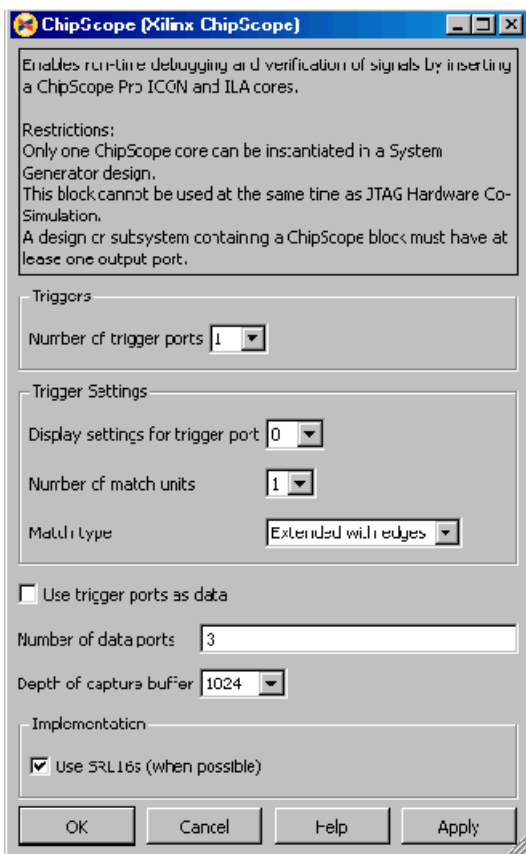 ChipScope (Xilinx ChipScope)
Enables run-time debugging and verification of signals by inserting
a ChipScope Pro ICON and ILA cores.
Restrictions:
Only one ChipScope core can be instantiated in a System
Generator design.
This block cannot be used at the same time as JTAG Hardware Co-
Simulation.
A design or subsystem containing a ChipScope block must have at
lease one output port.
Triggers
Number of trigger ports 1
Trigger Settings
Display settings for trigger port 0
Number of match units 1
Match type Extended with edges
Use trigger ports as data
Number of data ports 3
Depth of capture buffer 1024
Implementation
Use SRL16s (when possible)
OK Cancel Help Apply